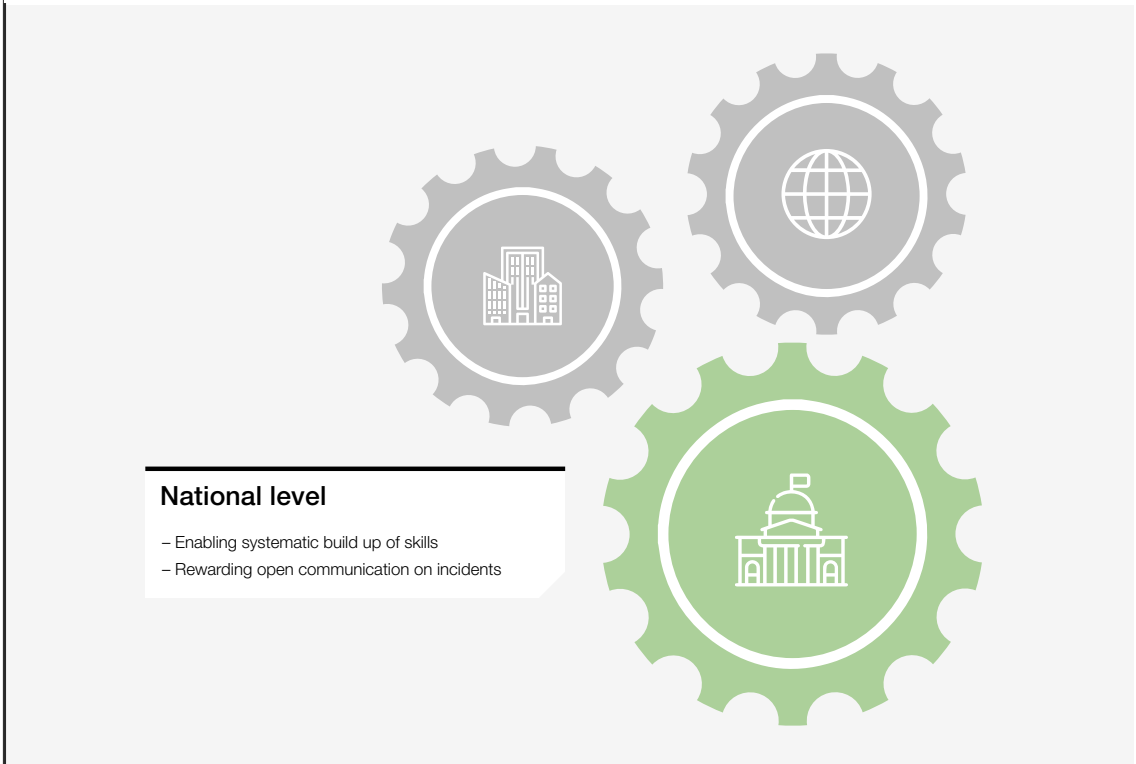 National level
– Enabling systematic build up of skills
– Rewarding open communication on incidents